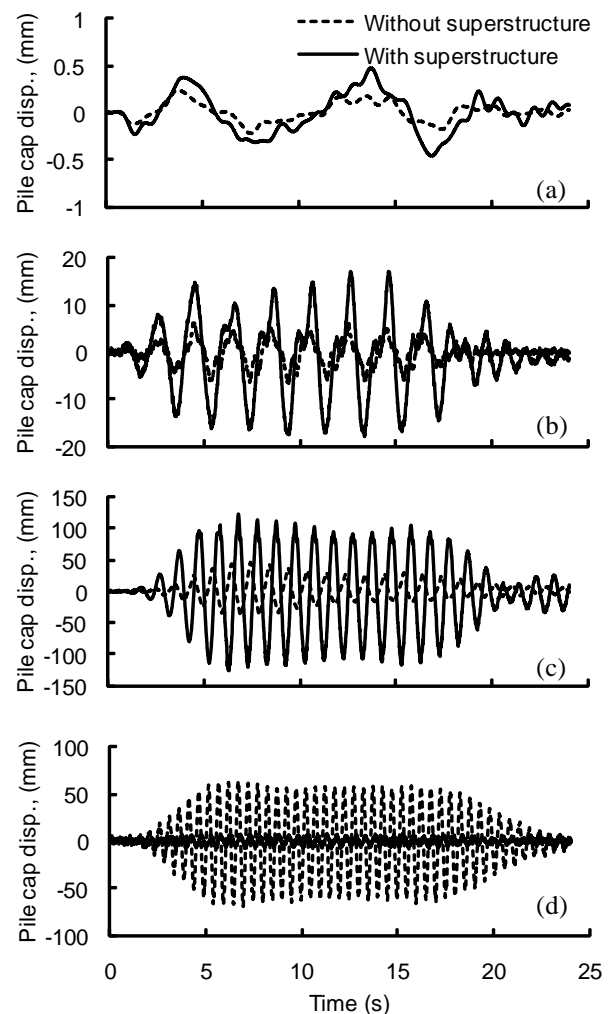 Without superstructure
With superstructure
Pile cap disp., (mm)
1
0.5
0
-0.5
-1
(a)
Pile cap disp., (mm)
20
10
0
-10
-20
(b)
Pile cap disp., (mm)
150
100
50
0
-50
-100
-150
(c)
Pile cap disp., (mm)
100
50
0
-50
-100
(d)
0 5 10 15 20 25
Time (s)